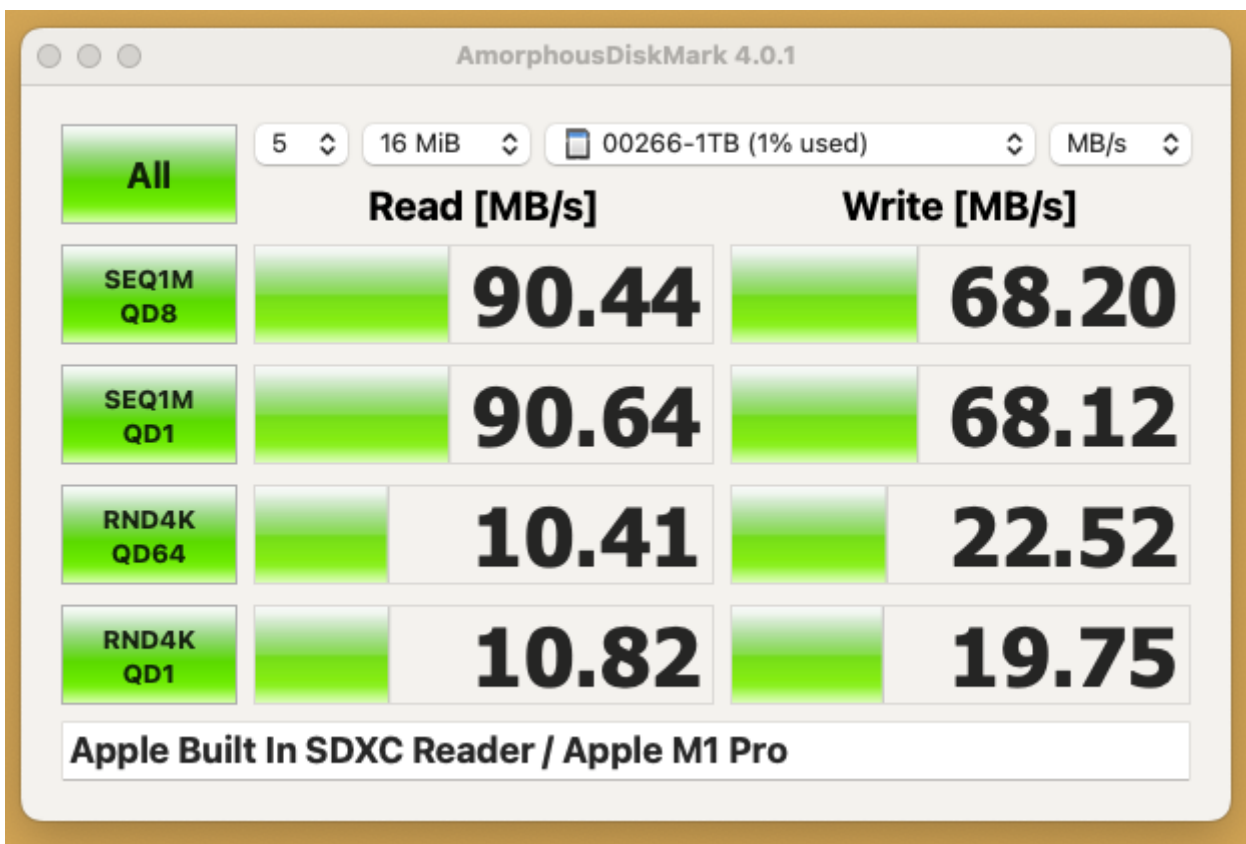 AmorphousDiskMark 4.0.1
All
5
16 MiB
00266-1TB (1% used)
MB/s
Read [MB/s]
Write [MB/s]
SEQ1M
QD8
90.44
68.20
SEQ1M
QD1
90.64
68.12
RND4K
QD64
10.41
22.52
RND4K
QD1
10.82
19.75
Apple Built In SDXC Reader / Apple M1 Pro